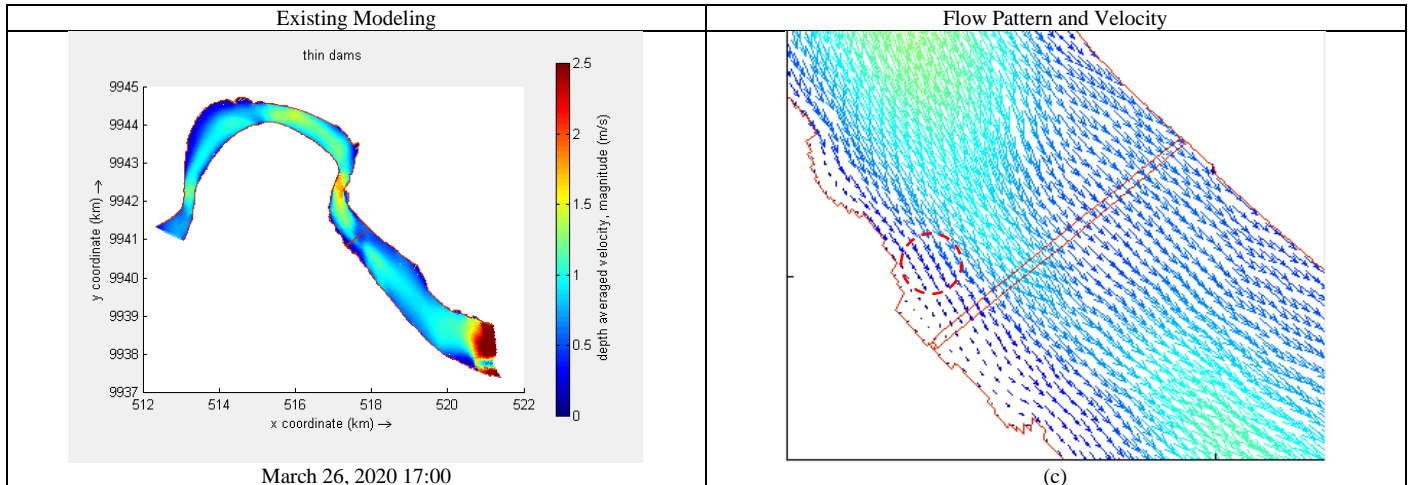 Existing Modeling
Flow Pattern and Velocity
thin dams
9945
9944
9943
9942
9941
9940
9939
9938
9937
y coordinate (km) →
512
514
516
518
520
522
x coordinate (km) →
2.5
2
1.5
1
0.5
0
depth averaged velocity, magnitude (m/s)
March 26, 2020 17:00
(c)